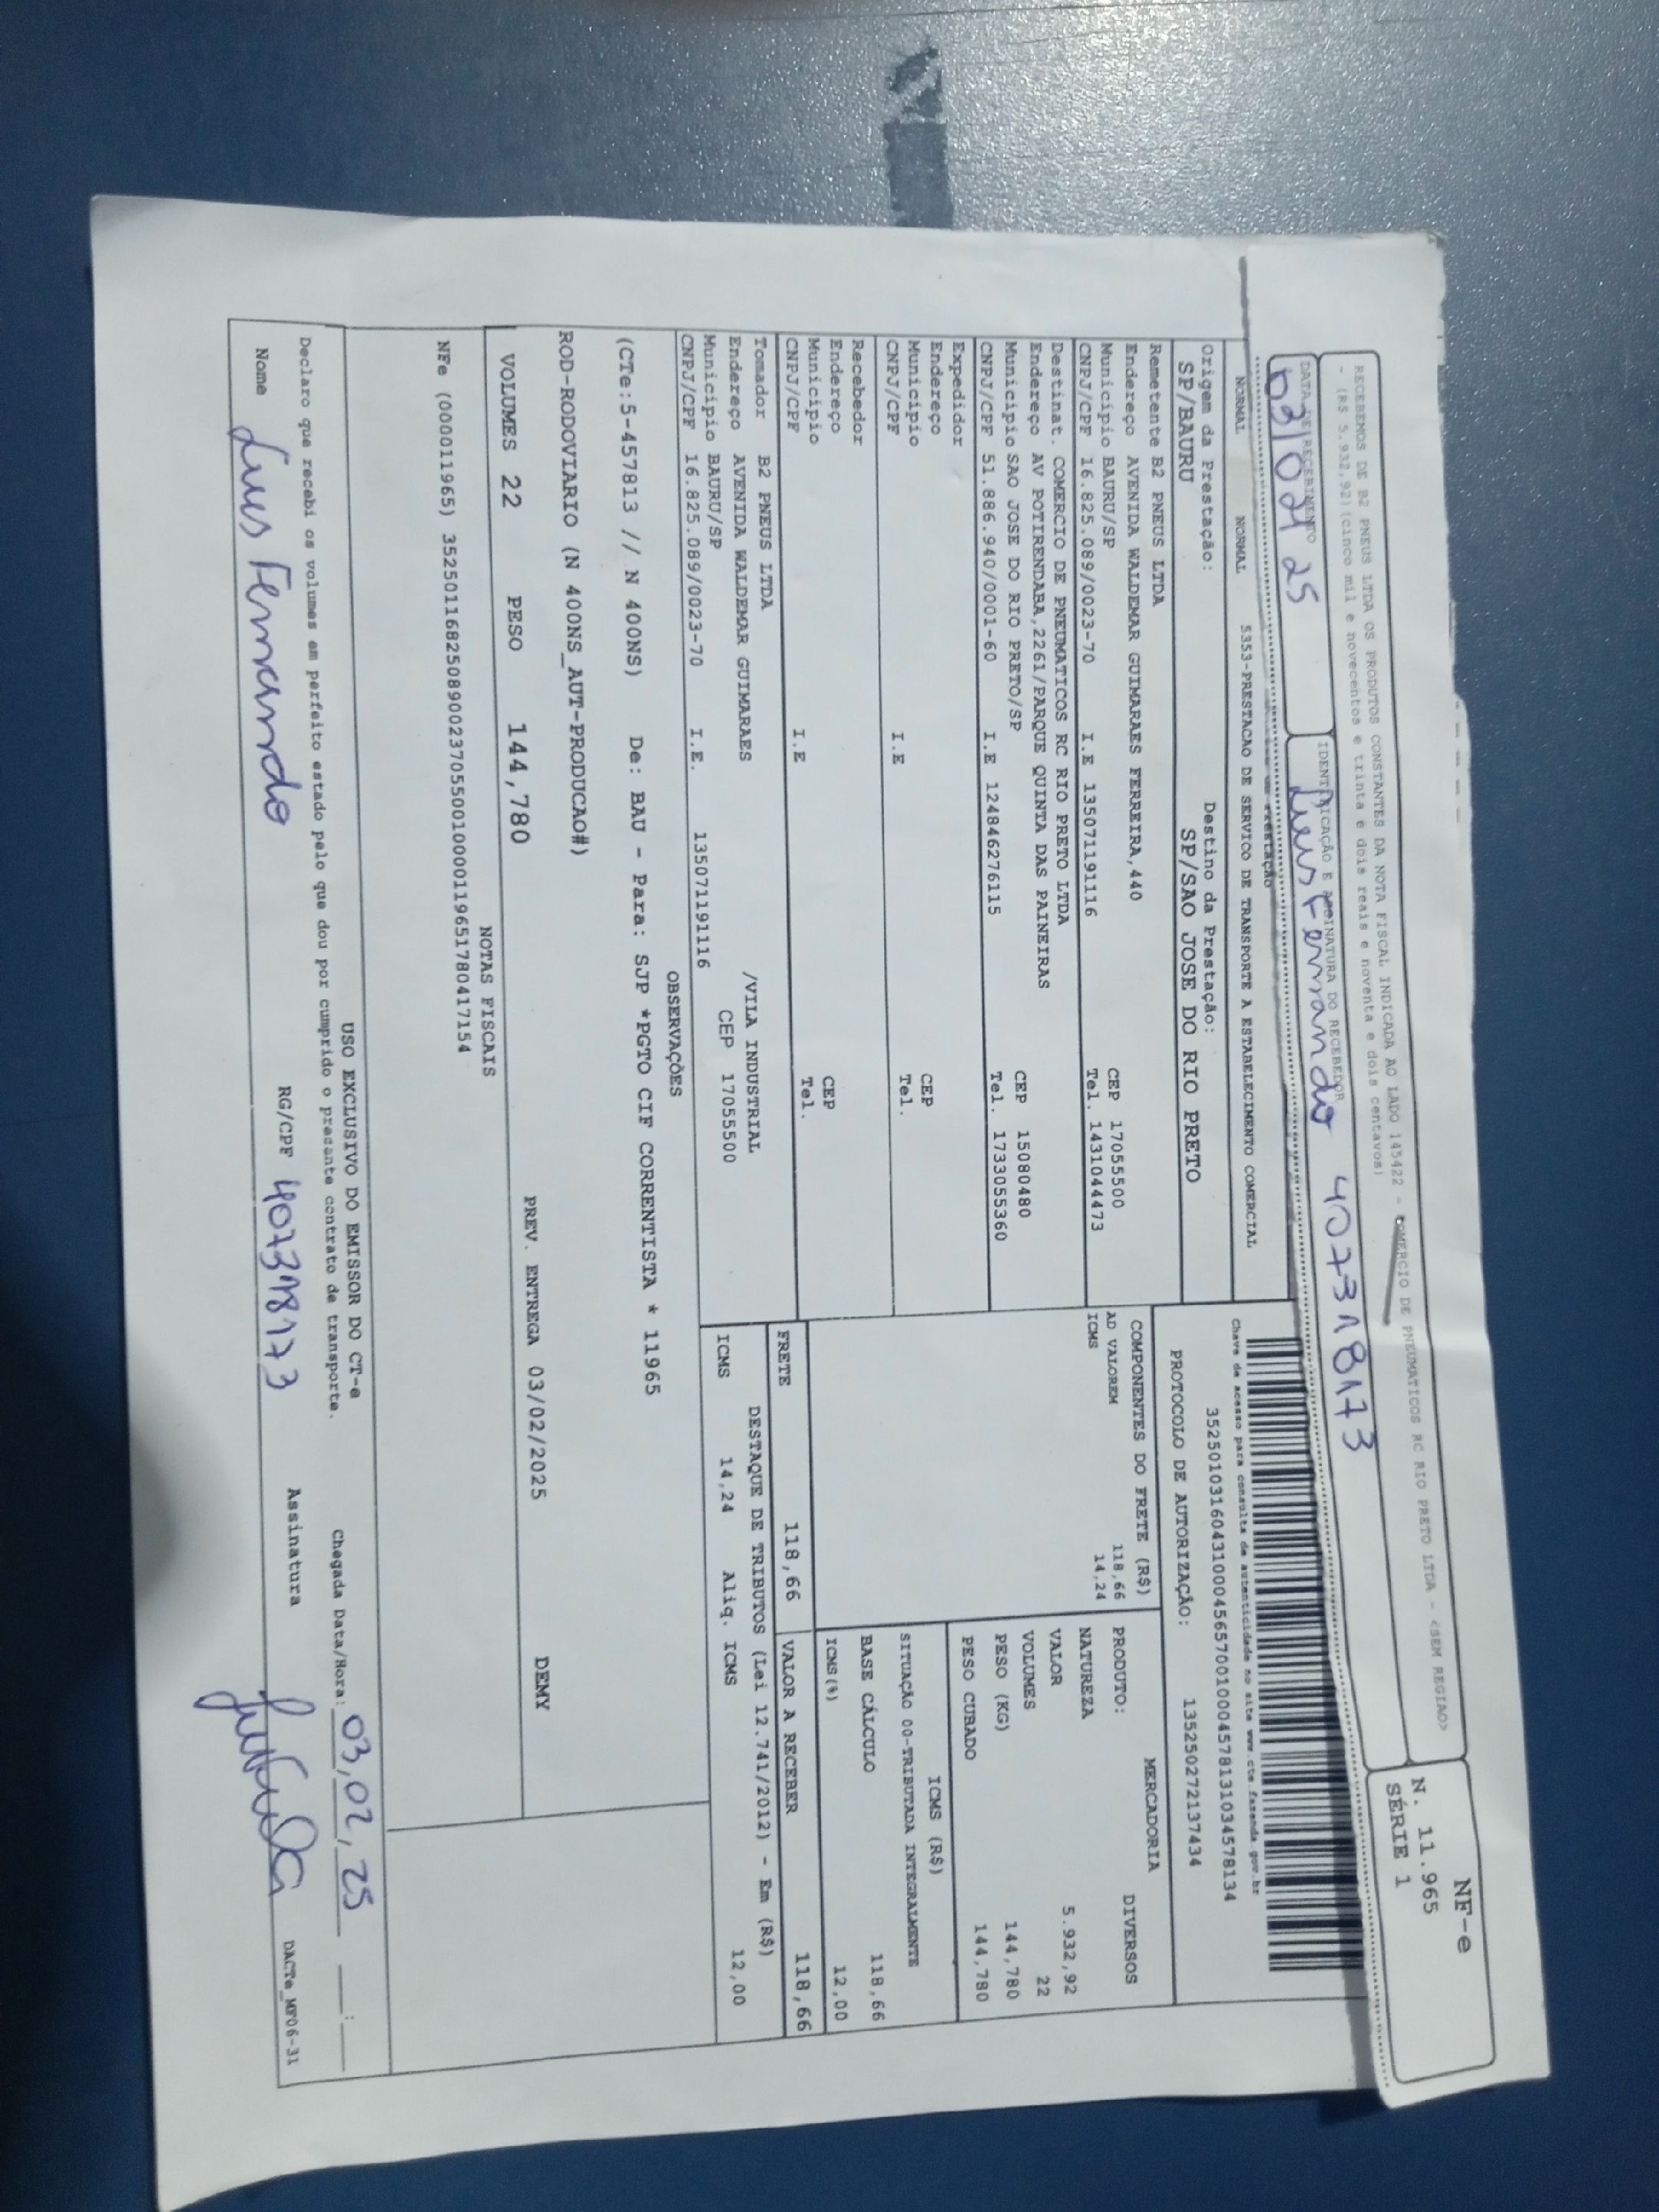 RECEBEMOS DE B2 PNEUS LTDA OS PRODUTOS CONSTANTES DA NOTA FISCAL INDICADA AO LADO 145422 - COMERCIO DE PNEUMATICOS RC RIO PRETO LTDA - <SEM REGIAO>
- (R$ 5.932,92) (cinco mil e novecentos e trinta e dois reais e noventa e dois centavos)
NF-e
N. 11.965
SÉRIE 1
DATA DE RECEBIMENTO
03/02/25
IDENTIFICAÇÃO E ASSINATURA DO RECEBEDOR
Luis Fernando 407318173
NORMAL NORMAL 5353-PRESTACAO DE SERVICO DE TRANSPORTE A ESTABELECIMENTO COMERCIAL
Chave de acesso para consulta de autenticidade no site www.cte.fazenda.gov.br
Origem da Prestação: Destino da Prestação:
SP/BAURU SP/SAO JOSE DO RIO PRETO
PROTOCOLO DE AUTORIZAÇÃO: 135250272137434
Remetente B2 PNEUS LTDA
Endereço AVENIDA WALDEMAR GUIMARAES FERREIRA,440
Município BAURU/SP CEP 17055500
CNPJ/CPF 16.825.089/0023-70 I.E 135071191116 Tel. 1431044473
Destinat. COMERCIO DE PNEUMATICOS RC RIO PRETO LTDA
Endereço AV POTIRENDABA,2261/PARQUE QUINTA DAS PAINEIRAS
Município SAO JOSE DO RIO PRETO/SP CEP 15080480
CNPJ/CPF 51.886.940/0001-60 I.E 124846276115 Tel. 1733055360
Expedidor
Endereço
Município CEP
CNPJ/CPF I.E Tel.
Recebedor
Endereço
Município CEP
CNPJ/CPF I.E Tel.
Tomador B2 PNEUS LTDA
Endereço AVENIDA WALDEMAR GUIMARAES /VILA INDUSTRIAL
Município BAURU/SP CEP 17055500
CNPJ/CPF 16.825.089/0023-70 I.E. 135071191116
COMPONENTES DO FRETE (R$)
AD VALOREM 118,66
ICMS 14,24
MERCADORIA
PRODUTO: DIVERSOS
NATUREZA
VALOR 5.932,92
VOLUMES 22
PESO (KG) 144,780
PESO CUBADO 144,780
ICMS (R$)
SITUAÇÃO 00-TRIBUTADA INTEGRALMENTE
BASE CÁLCULO 118,66
ICMS(%) 12,00
FRETE 118,66 VALOR A RECEBER 118,66
DESTAQUE DE TRIBUTOS (Lei 12.741/2012) - Em (R$)
ICMS 14,24 Aliq. ICMS 12,00
OBSERVAÇÕES
(CTe:5-457813 // N 400NS) De: BAU - Para: SJP *PGTO CIF CORRENTISTA * 11965
ROD-RODOVIARIO (N 400NS_AUT-PRODUCAO#)
VOLUMES 22 PESO 144,780 PREV. ENTREGA 03/02/2025 DEMY
NOTAS FISCAIS
NFe (000011965) 35250116825089002370550010000119651780417154
USO EXCLUSIVO DO EMISSOR DO CT-e
Declaro que recebi os volumes em perfeito estado pelo que dou por cumprido o presente contrato de transporte. Chegada Data/Hora: 03,02,25 __:__
Nome Luis Fernando RG/CPF 407318173 Assinatura
DACTe_MF06-31